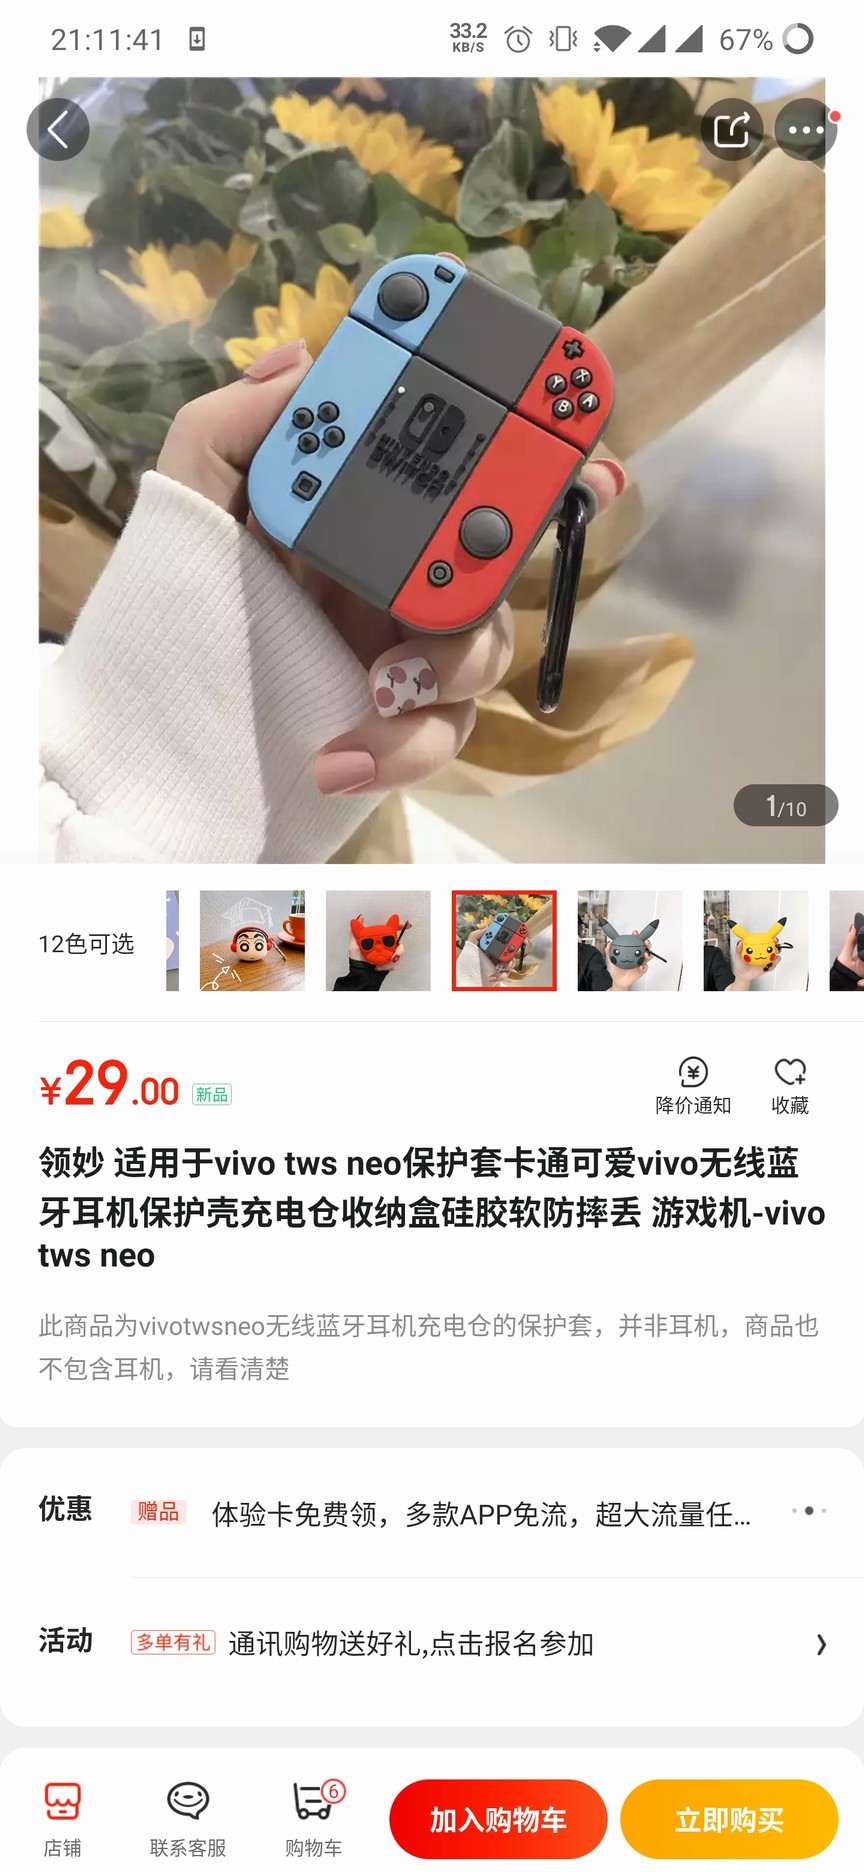 21:11:41
33.2
KB/S
67%
X
Y
A
B
1/10
12色可选
¥29.00
新品
降价通知
收藏
领妙 适用于vivo tws neo保护套卡通可爱vivo无线蓝
牙耳机保护壳充电仓收纳盒硅胶软防摔丢 游戏机-vivo
tws neo
此商品为vivotwsneo无线蓝牙耳机充电仓的保护套，并非耳机，商品也
不包含耳机，请看清楚
优惠
赠品
体验卡免费领，多款APP免流，超大流量任...
活动
多单有礼
通讯购物送好礼,点击报名参加
6
店铺
联系客服
购物车
加入购物车
立即购买